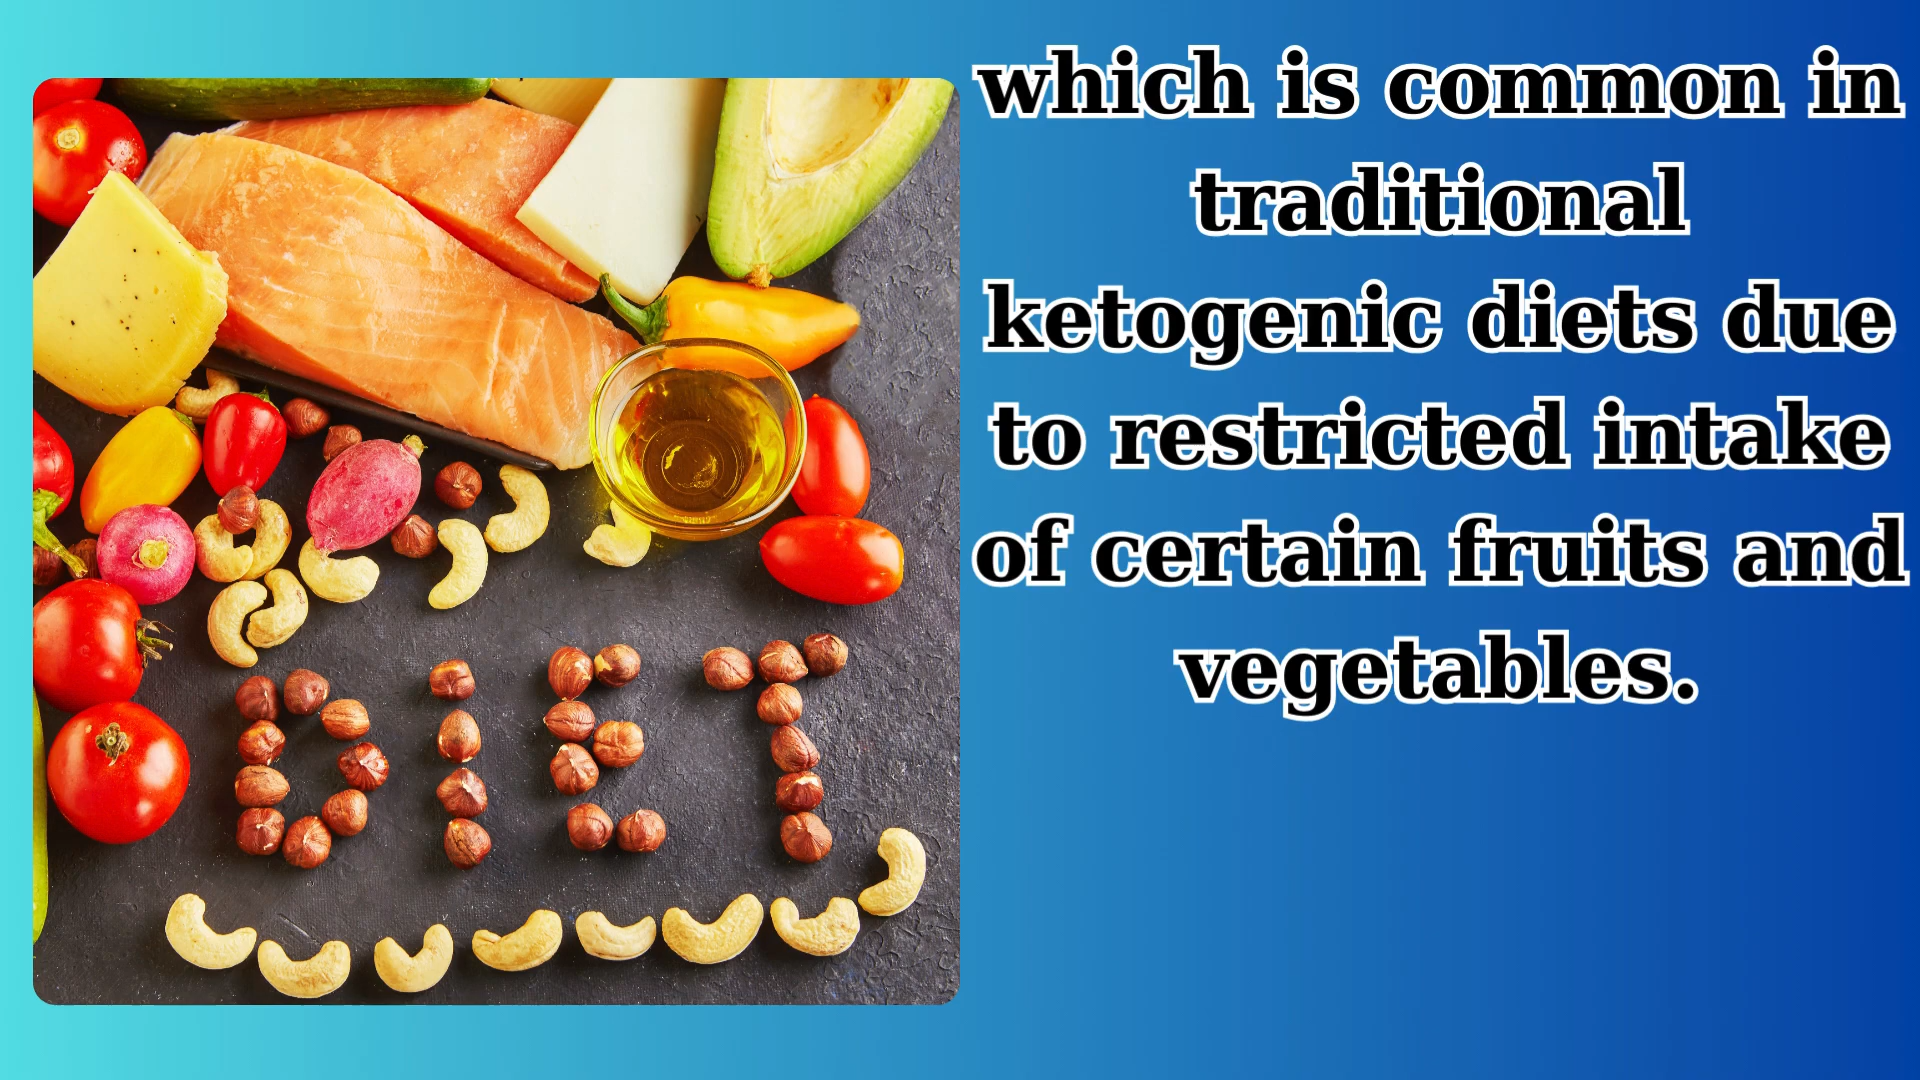 which is common in
traditional
ketogenic diets due
to restricted intake
of certain fruits and
vegetables.
DIET